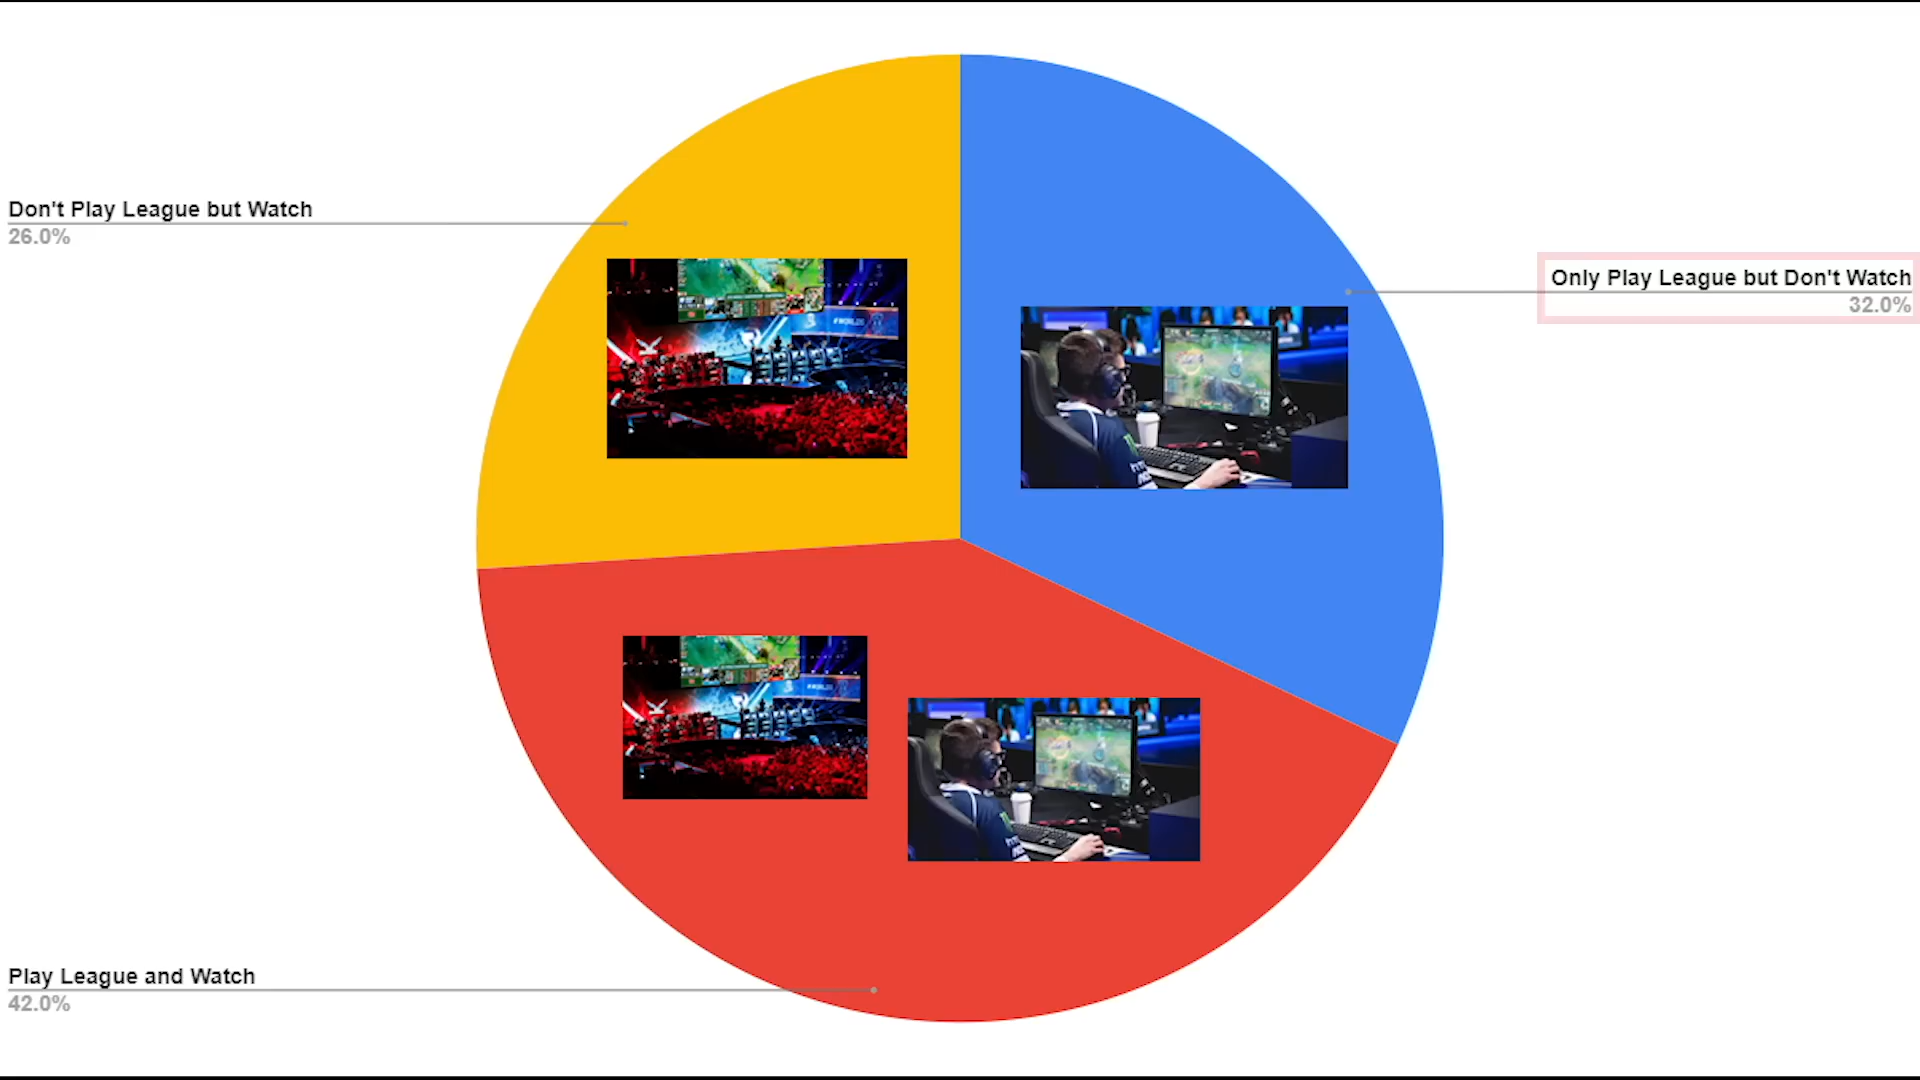 Don't Play League but Watch
26.0%
Only Play League but Don't Watch
32.0%
Play League and Watch
42.0%